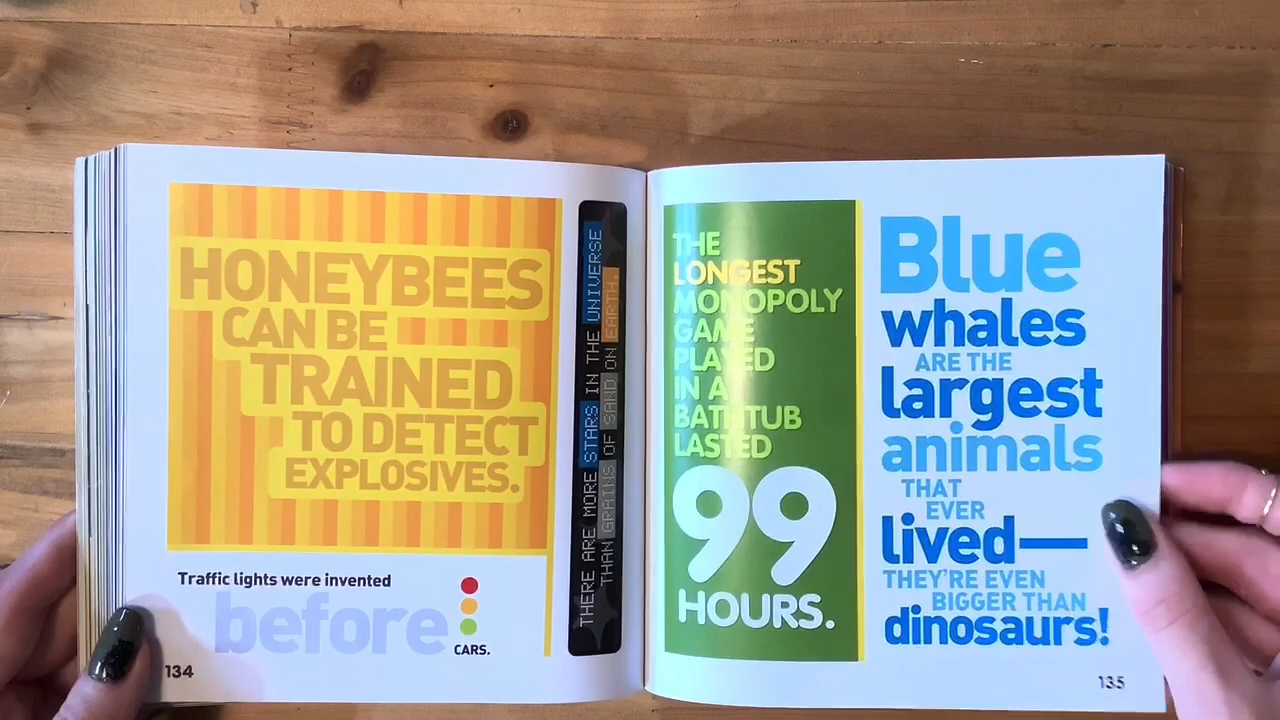 HONEYBEES
CAN BE
TRAINED
TO DETECT
EXPLOSIVES.
Traffic lights were invented
before
CARS.
134
THERE ARE MORE STARS IN THE UNIVERSE
THAN GRAINS OF SAND ON EARTH.
THE
LONGEST
MONOPOLY
GAME
PLAYED
IN A
BATHTUB
LASTED
99
HOURS.
Blue
whales
ARE THE
largest
animals
THAT
EVER
lived—
THEY'RE EVEN
BIGGER THAN
dinosaurs!
135